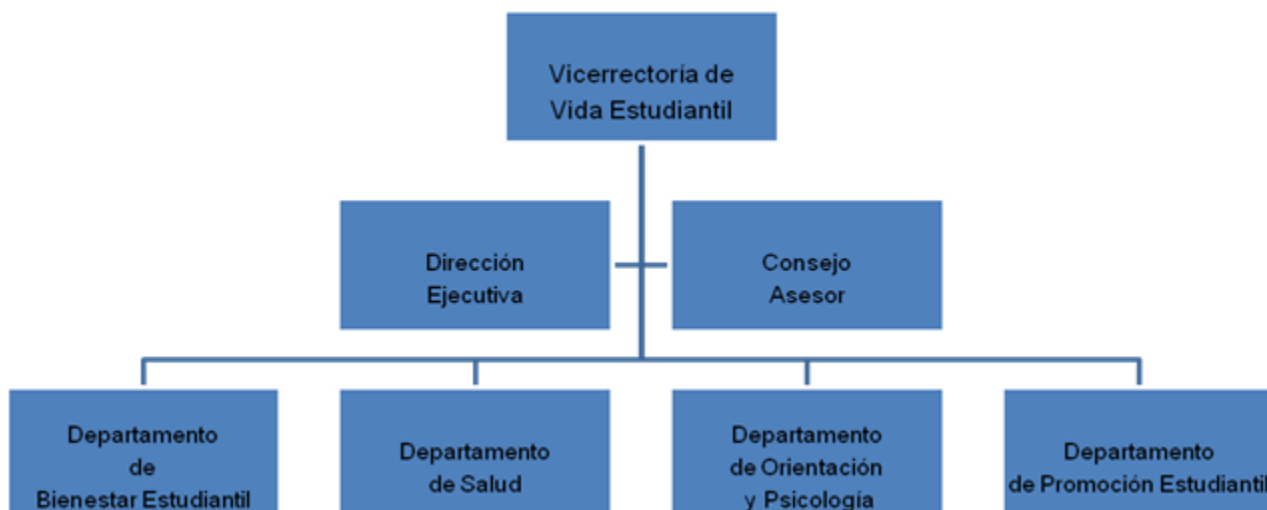 Vicerrectoría de
Vida Estudiantil
Dirección
Ejecutiva
Consejo
Asesor
Departamento
de
Bienestar Estudiantil
Departamento
de Salud
Departamento
de Orientación
y Psicología
Departamento
de Promoción Estudiantil